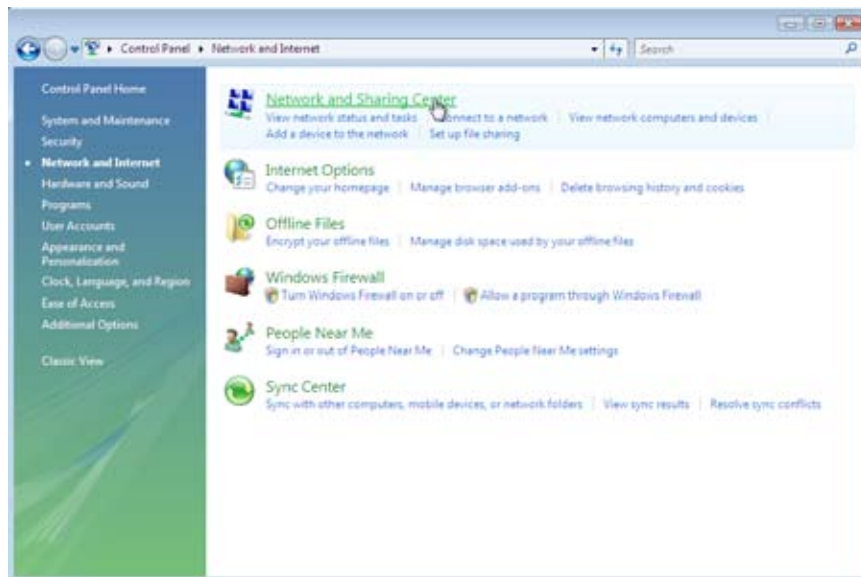 Control Panel ▸ Network and Internet
Search
Control Panel Home
System and Maintenance
Security
Network and Internet
Hardware and Sound
Programs
User Accounts
Appearance and
Personalization
Clock, Language, and Region
Ease of Access
Additional Options
Classic View
Network and Sharing Center
View network status and tasks | Connect to a network | View network computers and devices
Add a device to the network | Set up file sharing
Internet Options
Change your homepage | Manage browser add-ons | Delete browsing history and cookies
Offline Files
Encrypt your offline files | Manage disk space used by your offline files
Windows Firewall
Turn Windows Firewall on or off | Allow a program through Windows Firewall
People Near Me
Sign in or out of People Near Me | Change People Near Me settings
Sync Center
Sync with other computers, mobile devices, or network folders | View sync results | Resolve sync conflicts